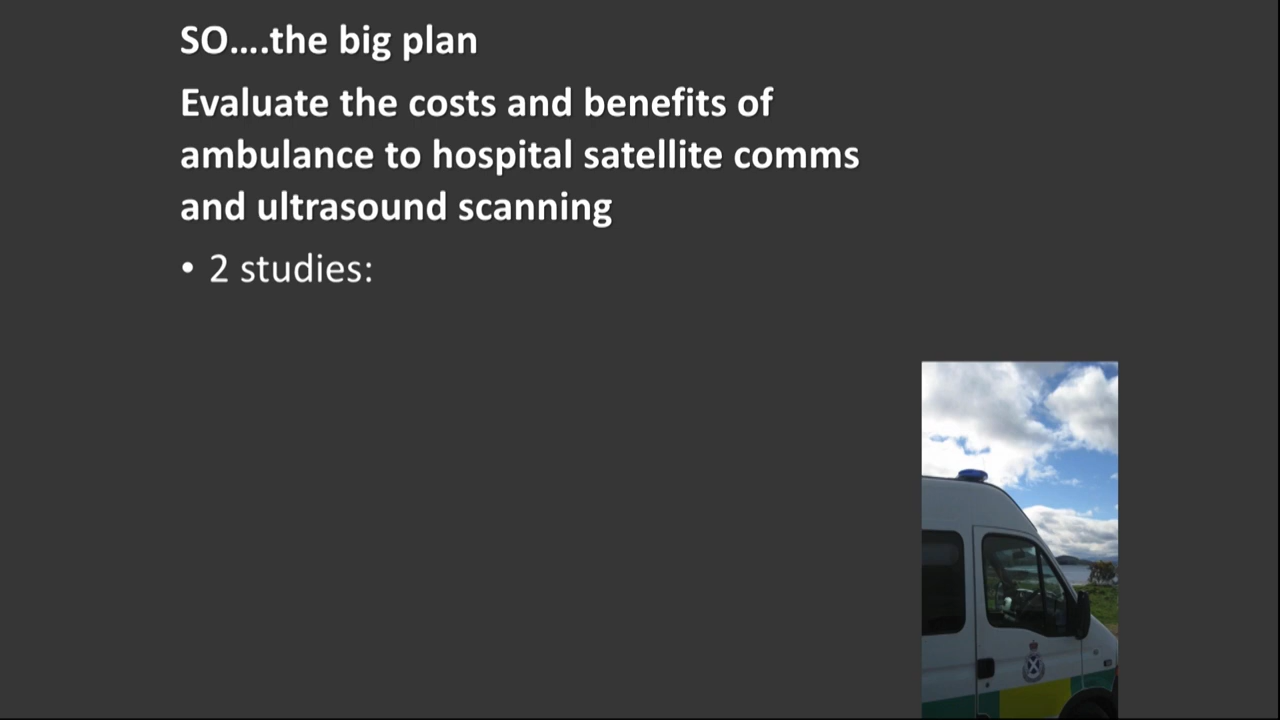 SO....the big plan
Evaluate the costs and benefits of
ambulance to hospital satellite comms
and ultrasound scanning
• 2 studies: